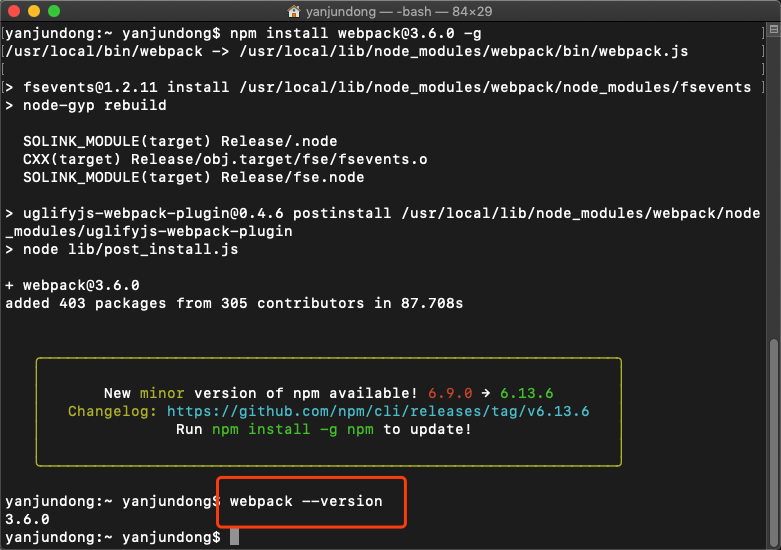 yanjundong — -bash — 84×29
[yanjundong:~ yanjundong$ npm install webpack@3.6.0 -g ]
/usr/local/bin/webpack -> /usr/local/lib/node_modules/webpack/bin/webpack.js
[ ]
[> fsevents@1.2.11 install /usr/local/lib/node_modules/webpack/node_modules/fsevents ]
> node-gyp rebuild
SOLINK_MODULE(target) Release/.node
CXX(target) Release/obj.target/fse/fsevents.o
SOLINK_MODULE(target) Release/fse.node
> uglifyjs-webpack-plugin@0.4.6 postinstall /usr/local/lib/node_modules/webpack/node
_modules/uglifyjs-webpack-plugin
> node lib/post_install.js
+ webpack@3.6.0
added 403 packages from 305 contributors in 87.708s
New minor version of npm available! 6.9.0 → 6.13.6
Changelog: https://github.com/npm/cli/releases/tag/v6.13.6
Run npm install -g npm to update!
yanjundong:~ yanjundong$ webpack --version
3.6.0
yanjundong:~ yanjundong$